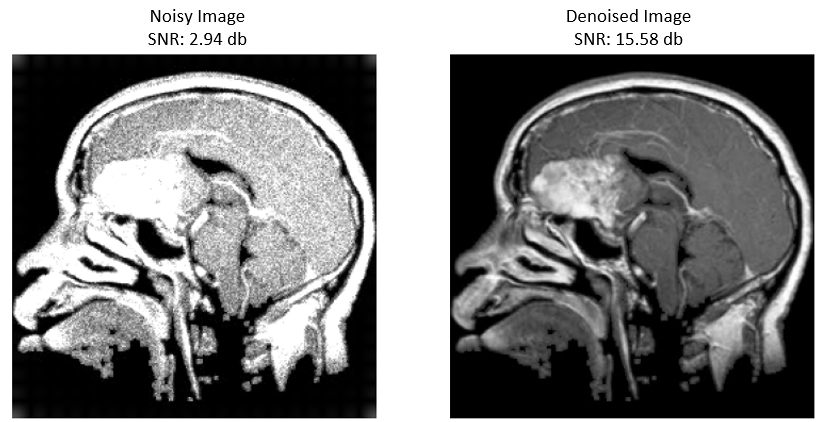 Noisy Image
SNR: 2.94 db
Denoised Image
SNR: 15.58 db